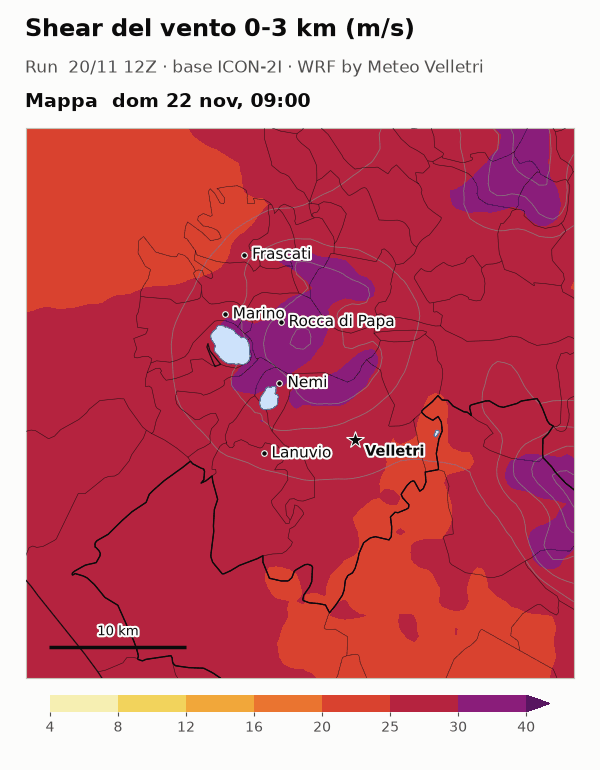 Shear del vento 0-3 km (m/s)
Run  20/11 12Z · base ICON-2I · WRF by Meteo Velletri
Mappa  dom 22 nov, 09:00
Frascati
Marino
Rocca di Papa
Nemi
Velletri
Lanuvio
10 km
4 8 12 16 20 25 30 40